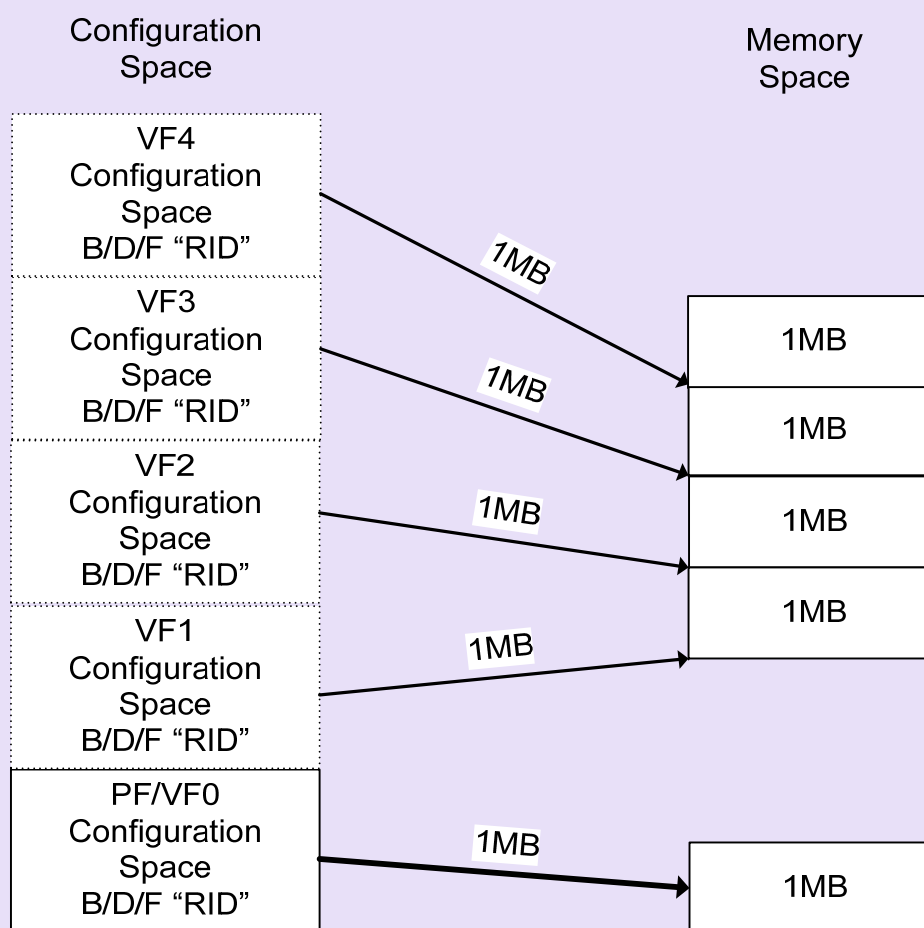 Configuration
Space
Memory
Space
VF4
Configuration
Space
B/D/F “RID”
VF3
Configuration
Space
B/D/F “RID”
VF2
Configuration
Space
B/D/F “RID”
VF1
Configuration
Space
B/D/F “RID”
PF/VF0
Configuration
Space
B/D/F “RID”
1MB
1MB
1MB
1MB
1MB
1MB
1MB
1MB
1MB
1MB